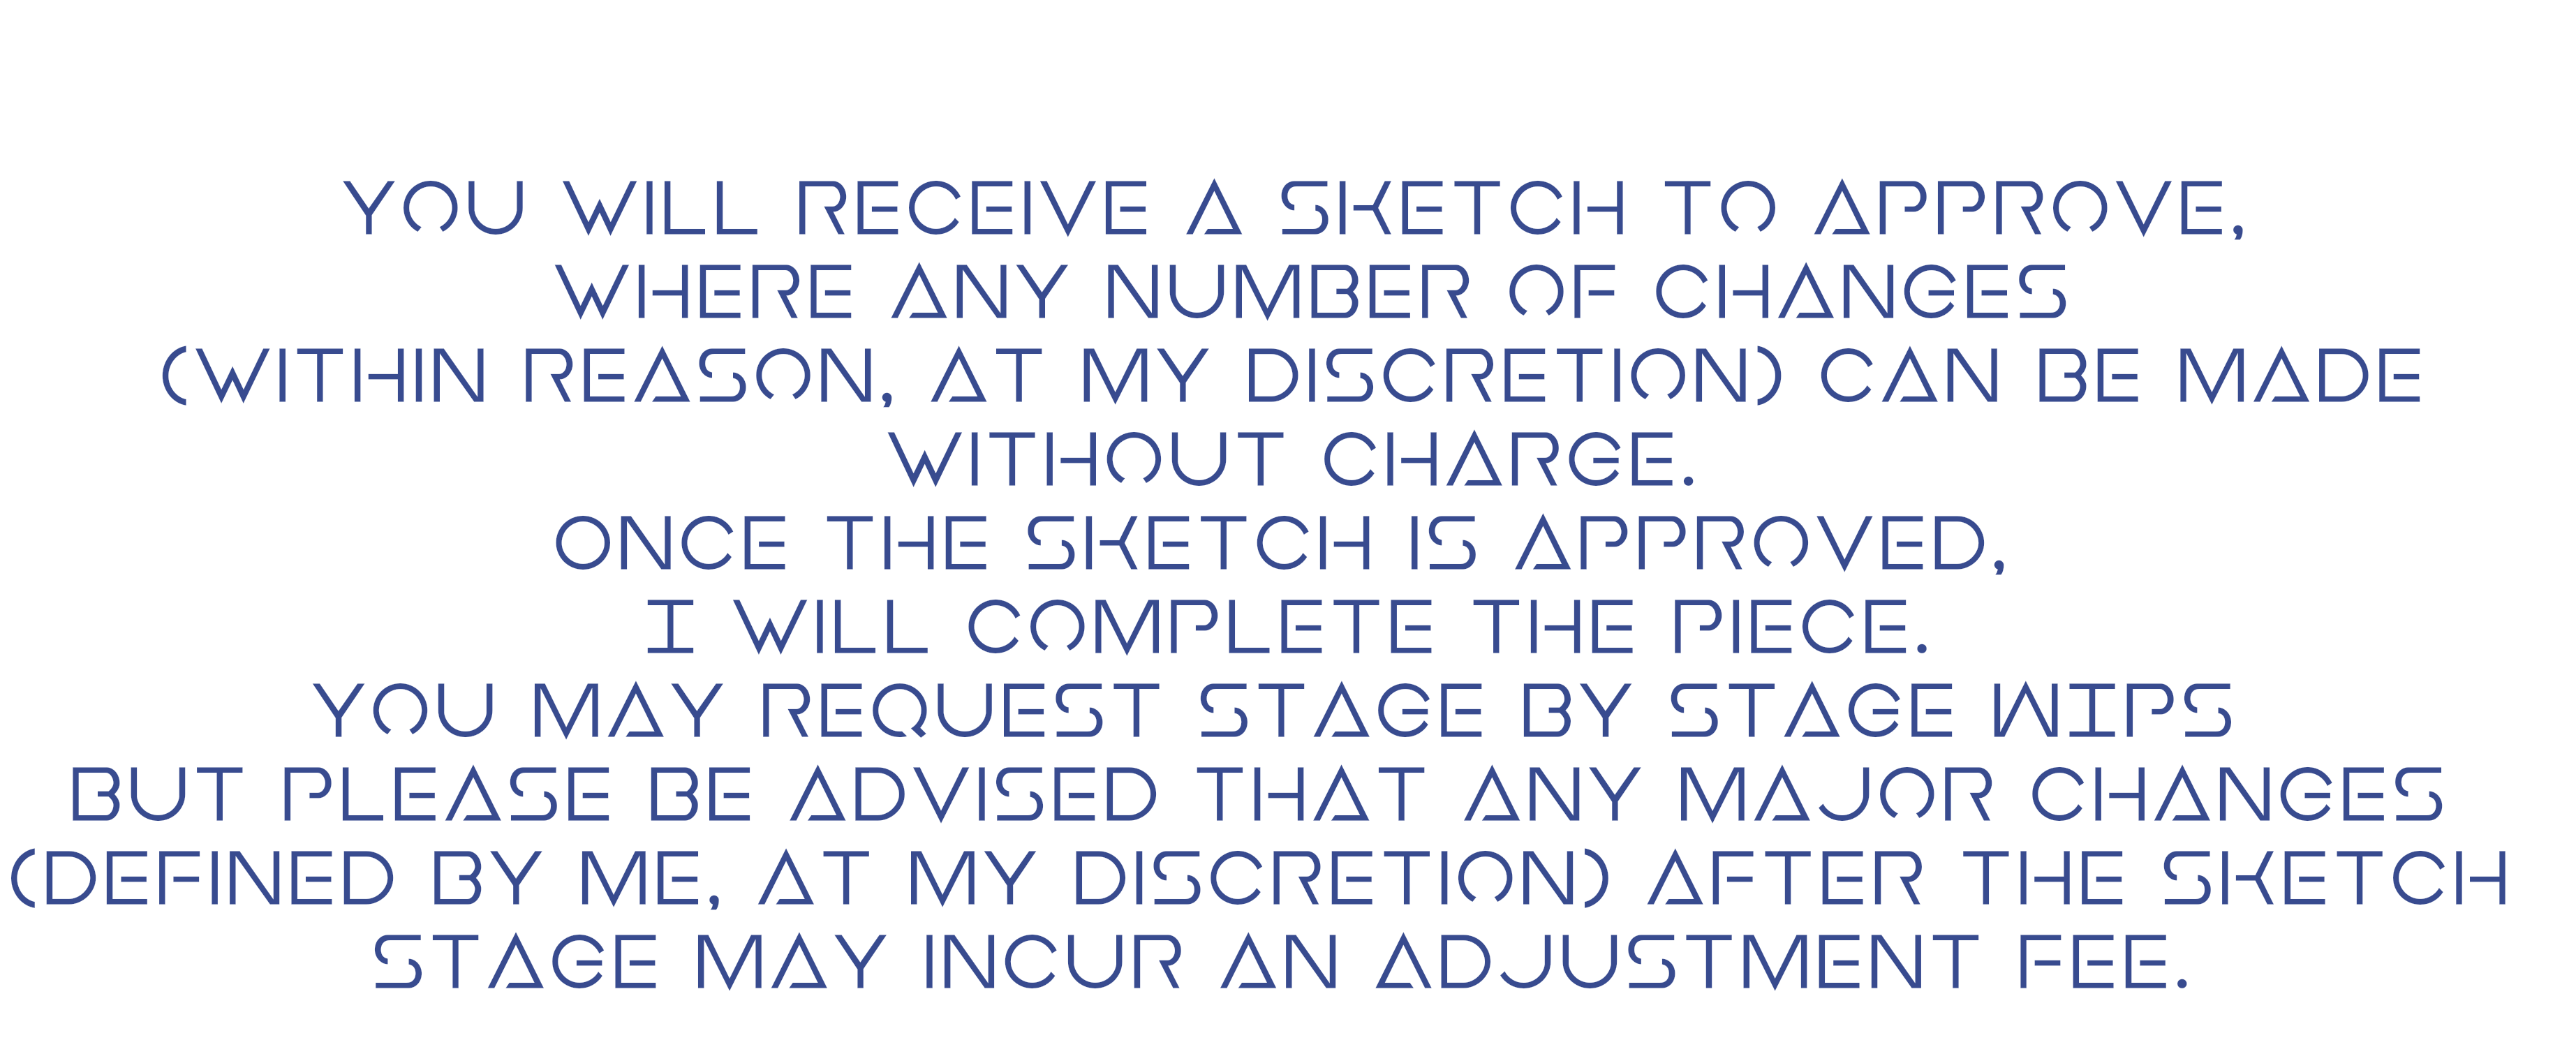 YOU WILL RECEIVE A SKETCH TO APPROVE,
WHERE ANY NUMBER OF CHANGES
(WITHIN REASON, AT MY DISCRETION) CAN BE MADE
WITHOUT CHARGE.
ONCE THE SKETCH IS APPROVED,
I WILL COMPLETE THE PIECE.
YOU MAY REQUEST STAGE BY STAGE WIPS
BUT PLEASE BE ADVISED THAT ANY MAJOR CHANGES
(DEFINED BY ME, AT MY DISCRETION) AFTER THE SKETCH
STAGE MAY INCUR AN ADJUSTMENT FEE.